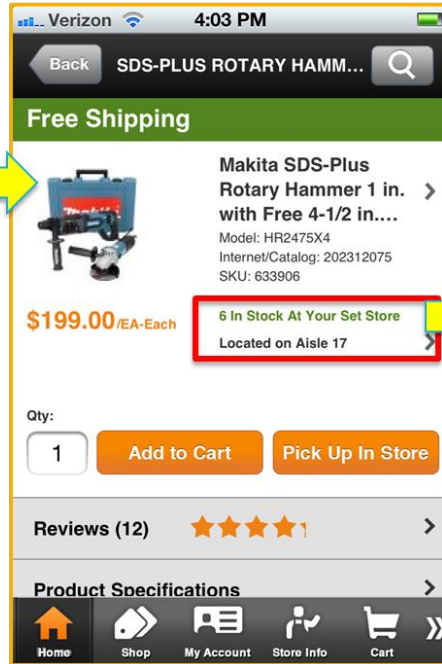 Verizon 4:03 PM
Back SDS-PLUS ROTARY HAMM...
Free Shipping
Makita SDS-Plus
Rotary Hammer 1 in.
with Free 4-1/2 in....
Model: HR2475X4
Internet/Catalog: 202312075
SKU: 633906
$199.00/EA-Each
6 In Stock At Your Set Store
Located on Aisle 17
Qty:
1 Add to Cart Pick Up In Store
Reviews (12)
Product Specifications
Home Shop My Account Store Info Cart